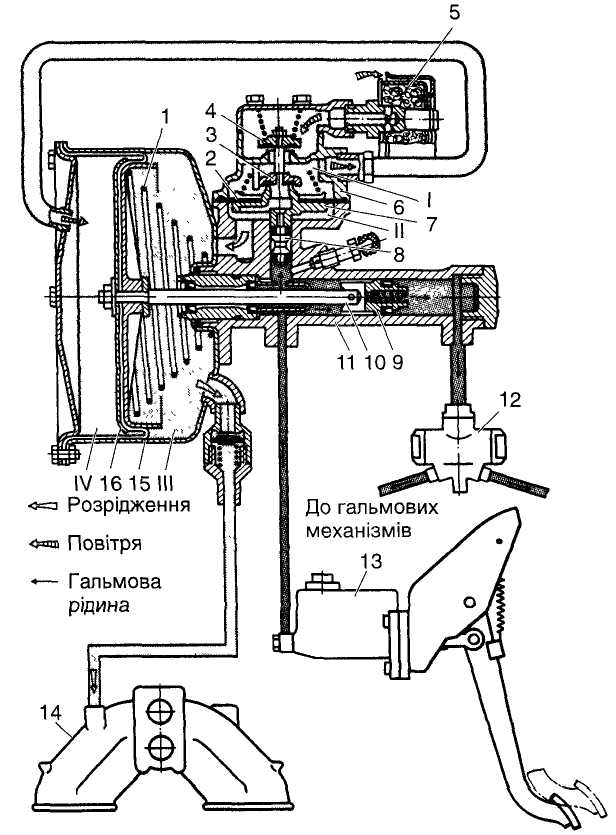 5
1
4
3
2
I
6
7
II
8
11 10 9
12
IV 16 15 III
Розрідження
Повітря
Гальмова
рідина
До гальмових
механізмів
13
14